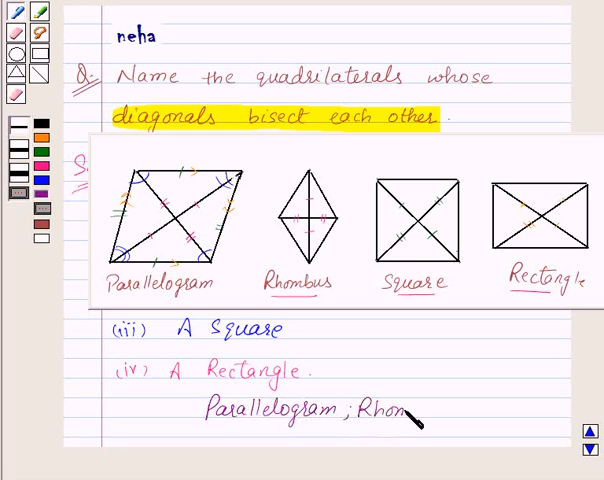 neha
Q. Name the quadrilaterals whose
diagonals bisect each other.
S
Parallelogram Rhombus Square Rectangle
(iii) A Square
(iv) A Rectangle.
Parallelogram ; Rhom